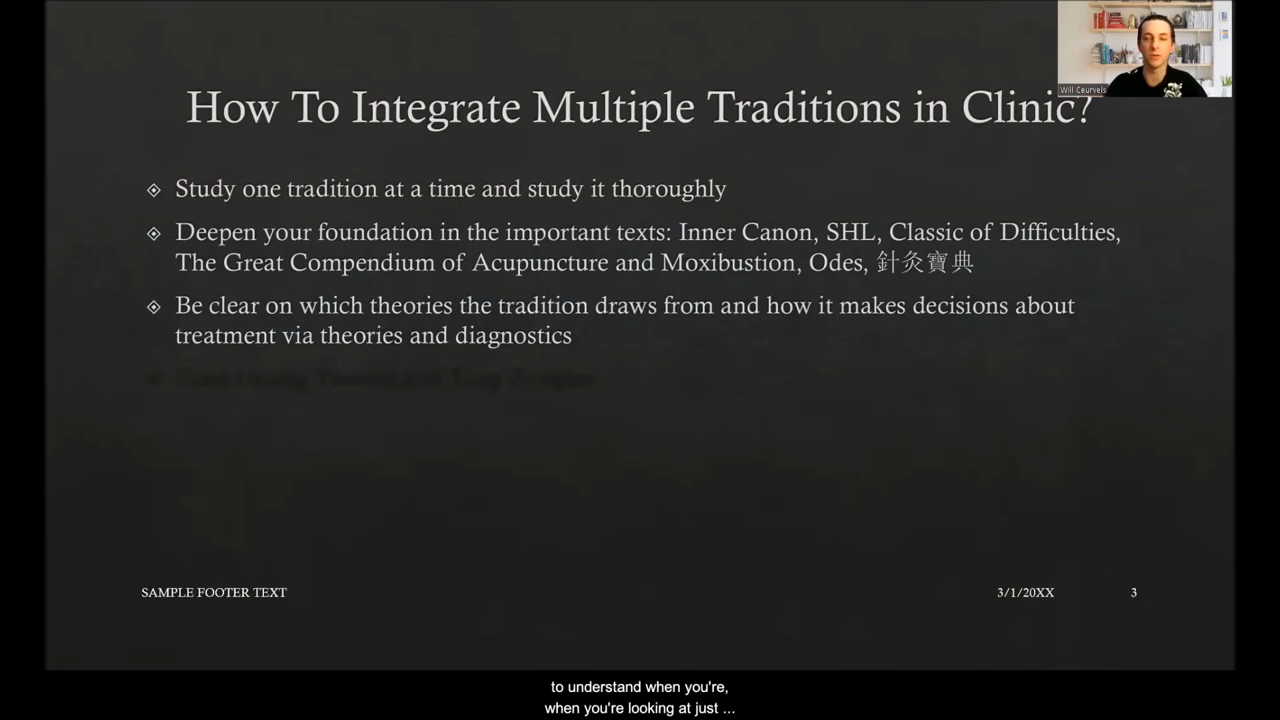 Will Ceurvels
How To Integrate Multiple Traditions in Clinic?
Study one tradition at a time and study it thoroughly
Deepen your foundation in the important texts: Inner Canon, SHL, Classic of Difficulties,
The Great Compendium of Acupuncture and Moxibustion, Odes, 針灸寶典
Be clear on which theories the tradition draws from and how it makes decisions about
treatment via theories and diagnostics
SAMPLE FOOTER TEXT
3/1/20XX
3
to understand when you're,
when you're looking at just ...